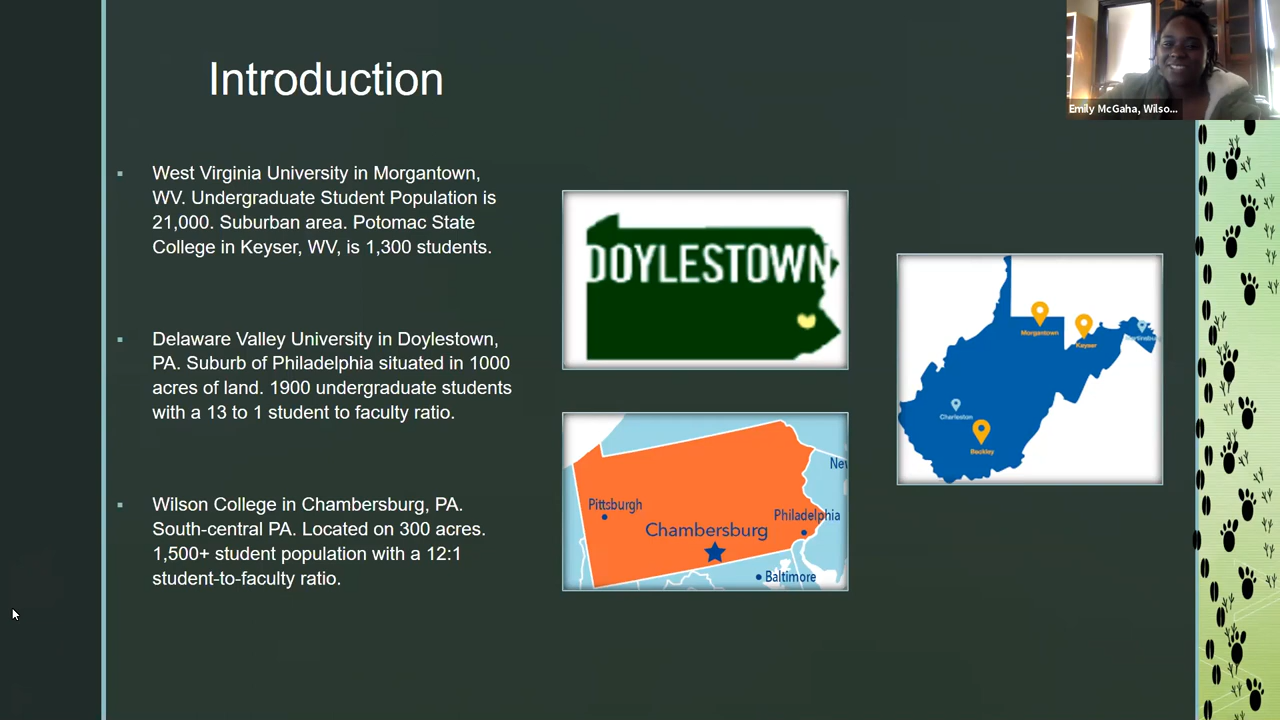 Introduction
Emily McGaha, Wilso...
West Virginia University in Morgantown,
WV. Undergraduate Student Population is
21,000. Suburban area. Potomac State
College in Keyser, WV, is 1,300 students.
Delaware Valley University in Doylestown,
PA. Suburb of Philadelphia situated in 1000
acres of land. 1900 undergraduate students
with a 13 to 1 student to faculty ratio.
Wilson College in Chambersburg, PA.
South-central PA. Located on 300 acres.
1,500+ student population with a 12:1
student-to-faculty ratio.
DOYLESTOWN
New
Pittsburgh
Philadelphia
Chambersburg
Baltimore
Morgantown
Keyser
Charleston
Beckley